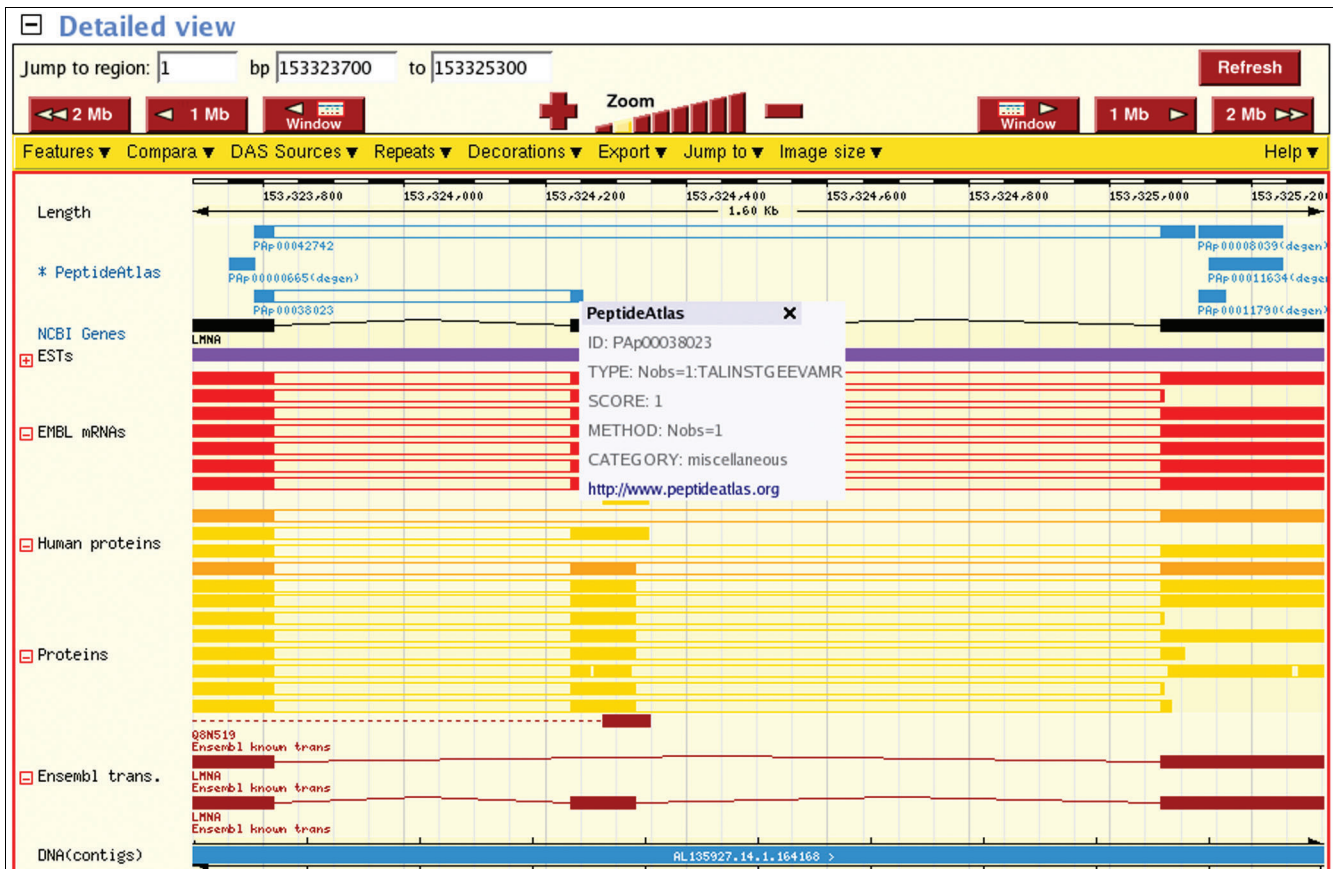 Detailed view
Jump to region: 1 bp 153323700 to 153325300 Refresh
2 Mb 1 Mb Window Zoom Window 1 Mb 2 Mb
Features Compara DAS Sources Repeats Decorations Export Jump to Image size Help
153,323,800 153,324,000 153,324,200 153,324,400 153,324,600 153,324,800 153,325,000 153,325,20
Length 1.60 Kb
PAp00042742 PAp00008039(degen)
* PeptideAtlas
PAp00000665(degen) PAp00011634(degen
PAp00038023 PAp00011790(degen)
NCBI Genes
LMNA
ESTs
EMBL mRNAs
PeptideAtlas
ID: PAp00038023
TYPE: Nobs=1:TALINSTGEEVAMR
SCORE: 1
METHOD: Nobs=1
CATEGORY: miscellaneous
http://www.peptideatlas.org
Human proteins
Proteins
Q8N519
Ensembl known trans
Ensembl trans.
LMNA
Ensembl known trans
LMNA
Ensembl known trans
DNA(contigs) AL135927.14.1.164168 >